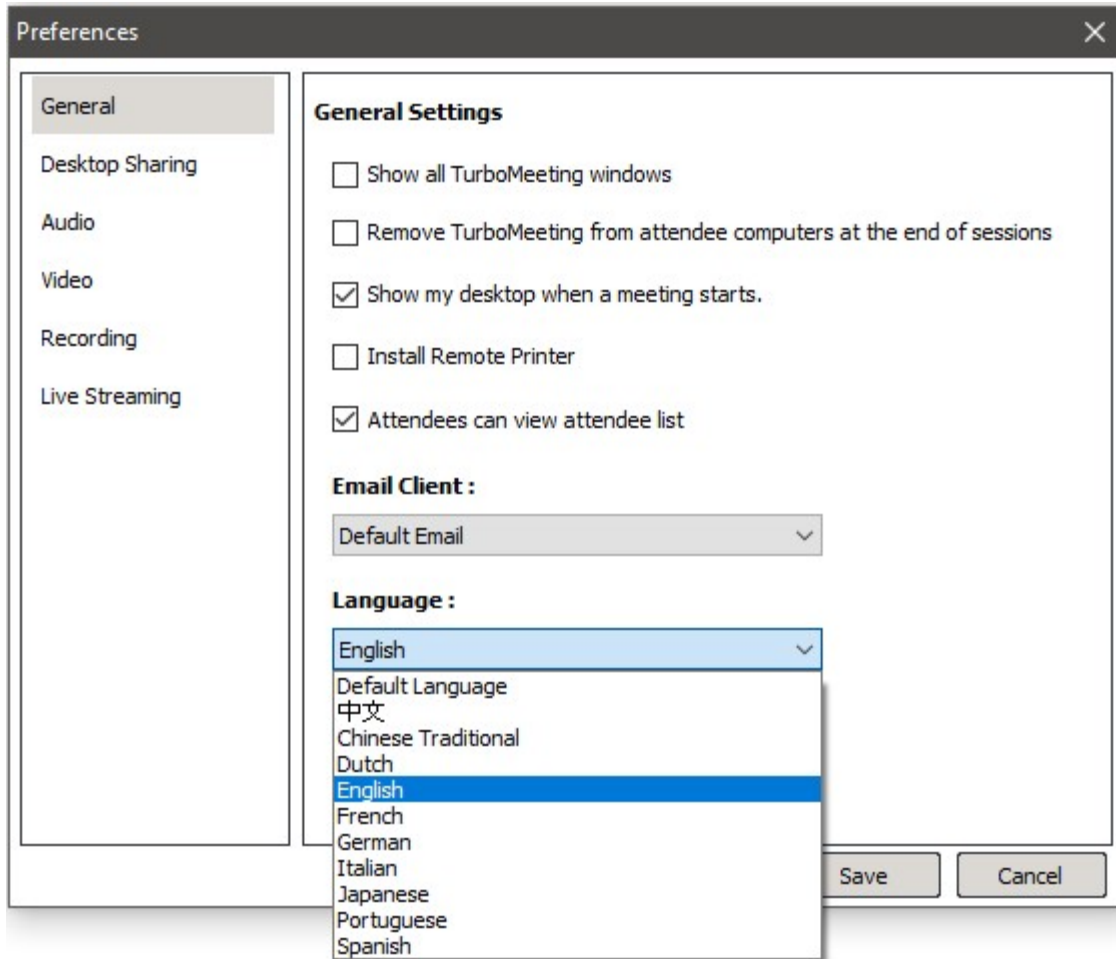 Preferences
General
Desktop Sharing
Audio
Video
Recording
Live Streaming
General Settings
Show all TurboMeeting windows
Remove TurboMeeting from attendee computers at the end of sessions
Show my desktop when a meeting starts.
Install Remote Printer
Attendees can view attendee list
Email Client :
Default Email
Language :
English
Default Language
中文
Chinese Traditional
Dutch
English
French
German
Italian
Japanese
Portuguese
Spanish
Save
Cancel